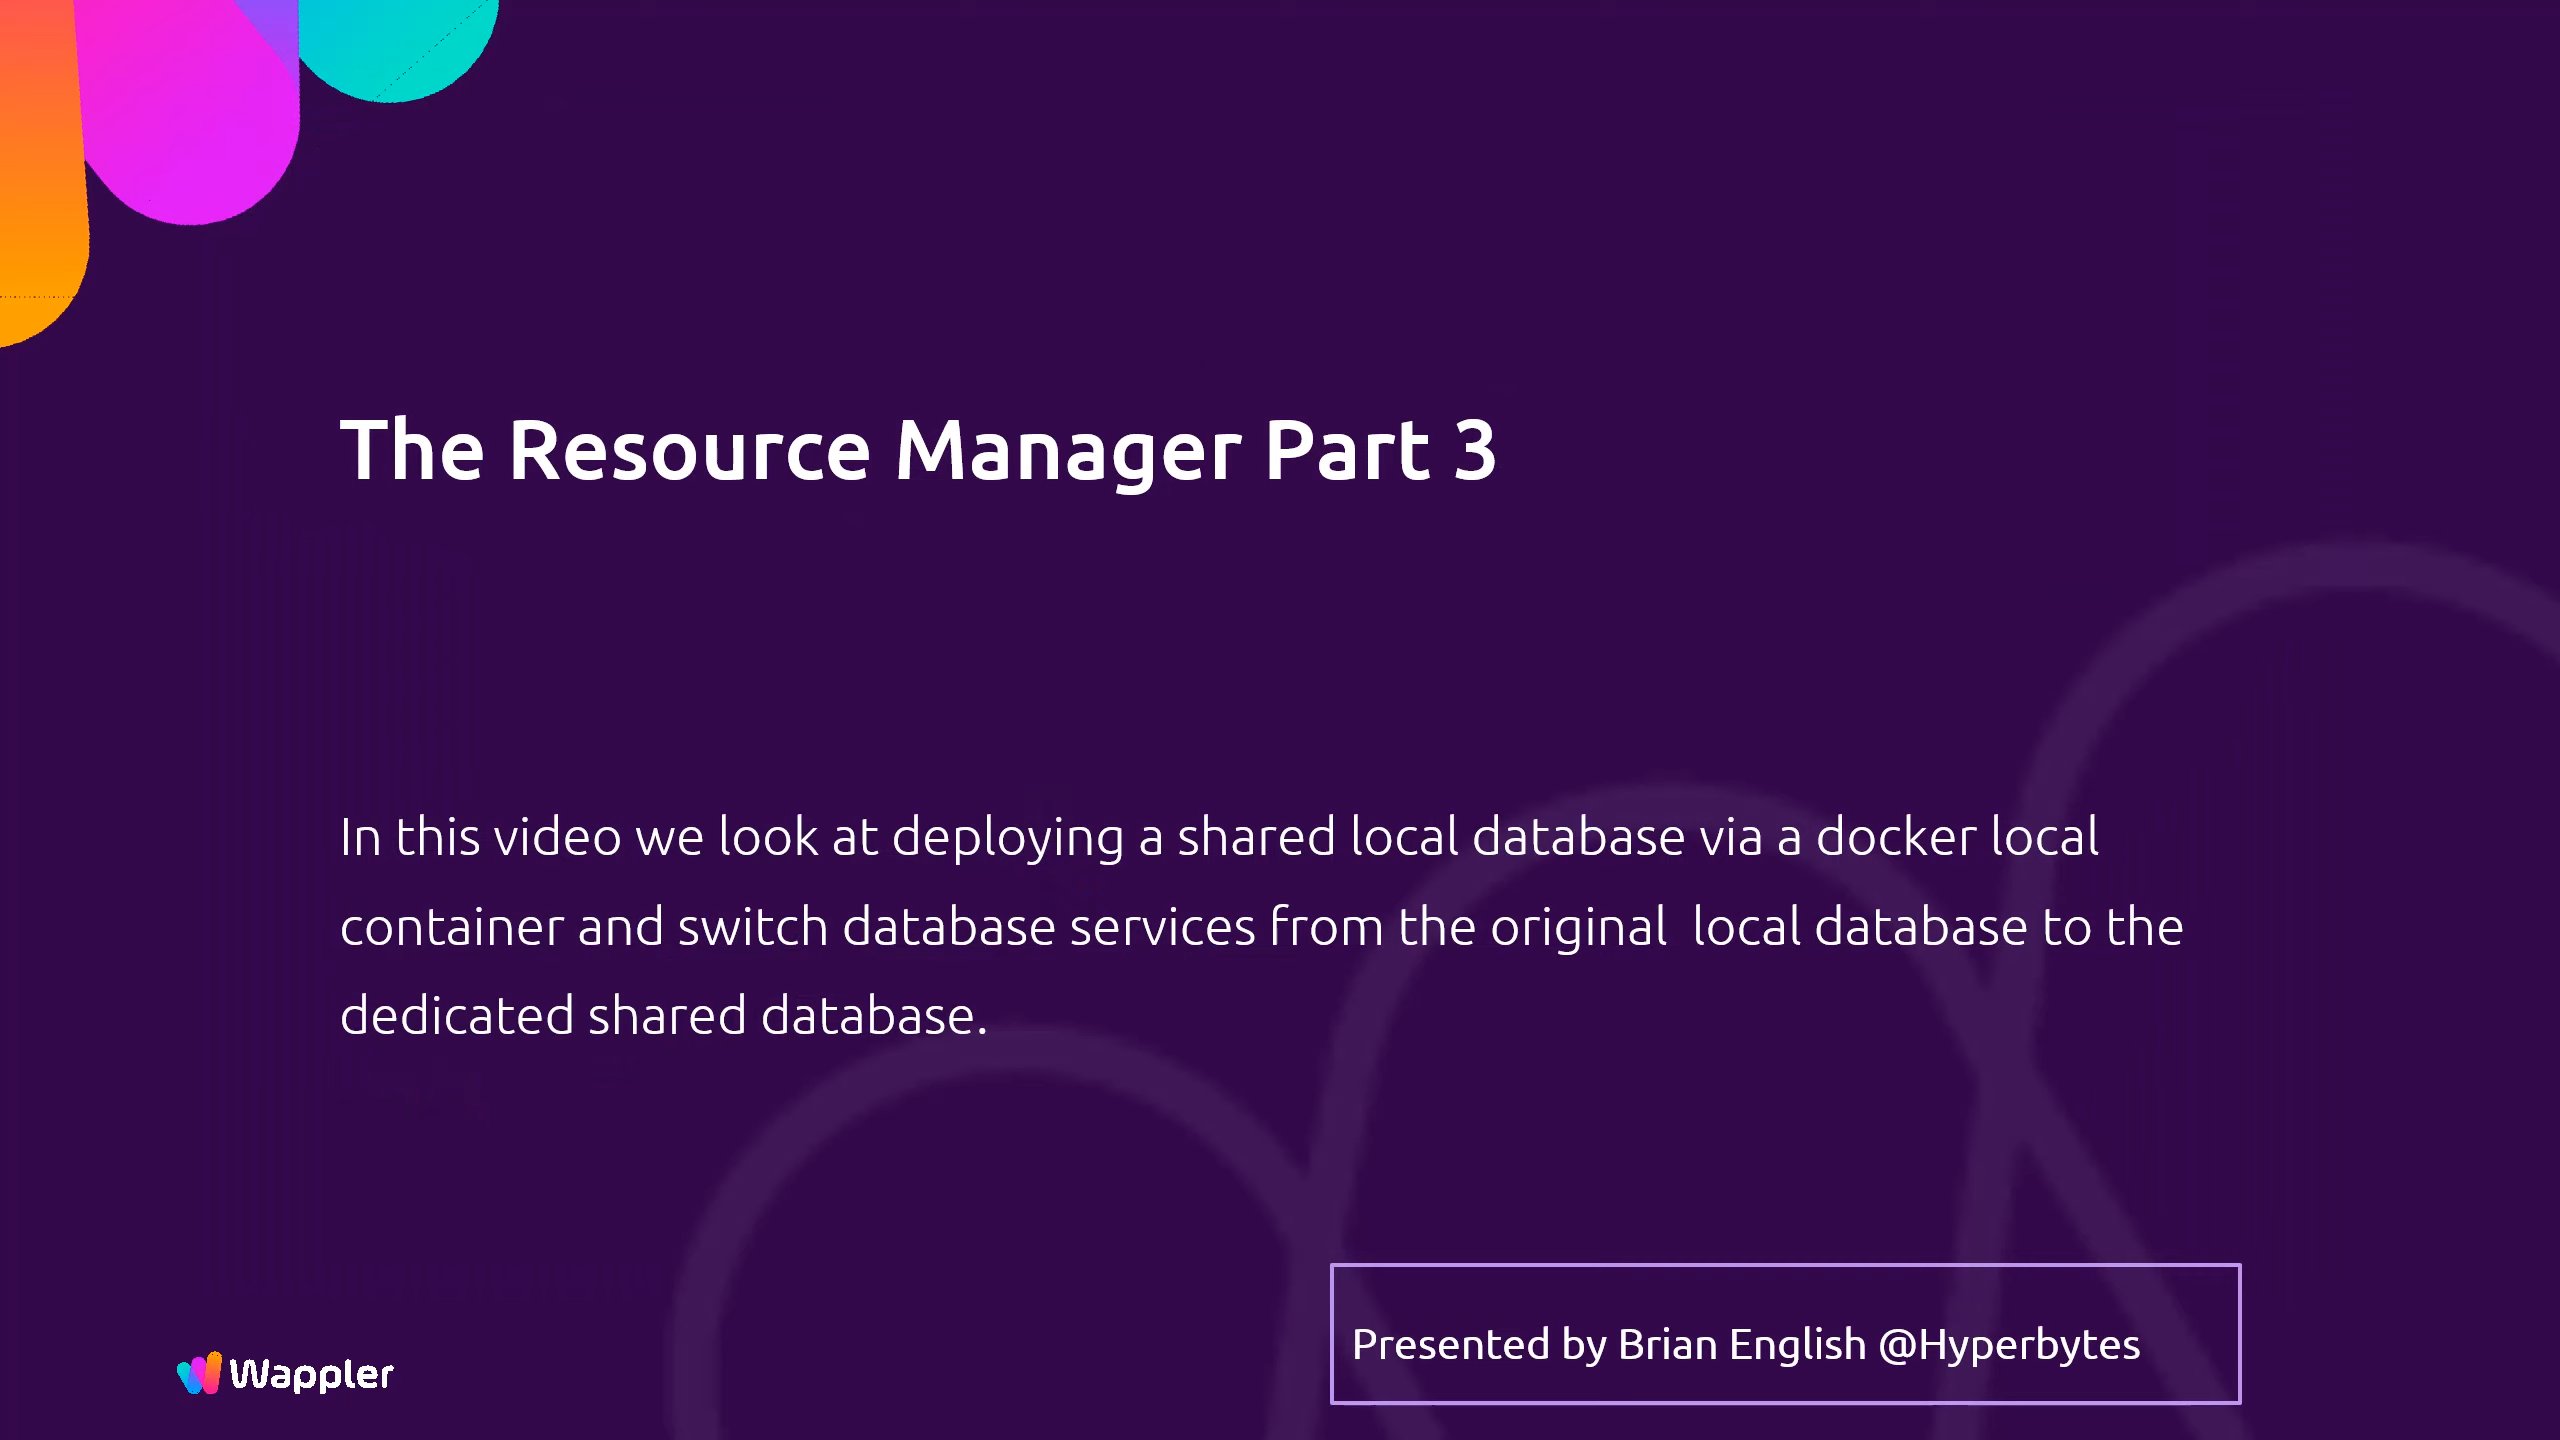 The Resource Manager Part 3
In this video we look at deploying a shared local database via a docker local
container and switch database services from the original  local database to the
dedicated shared database.
Presented by Brian English @Hyperbytes
Wappler